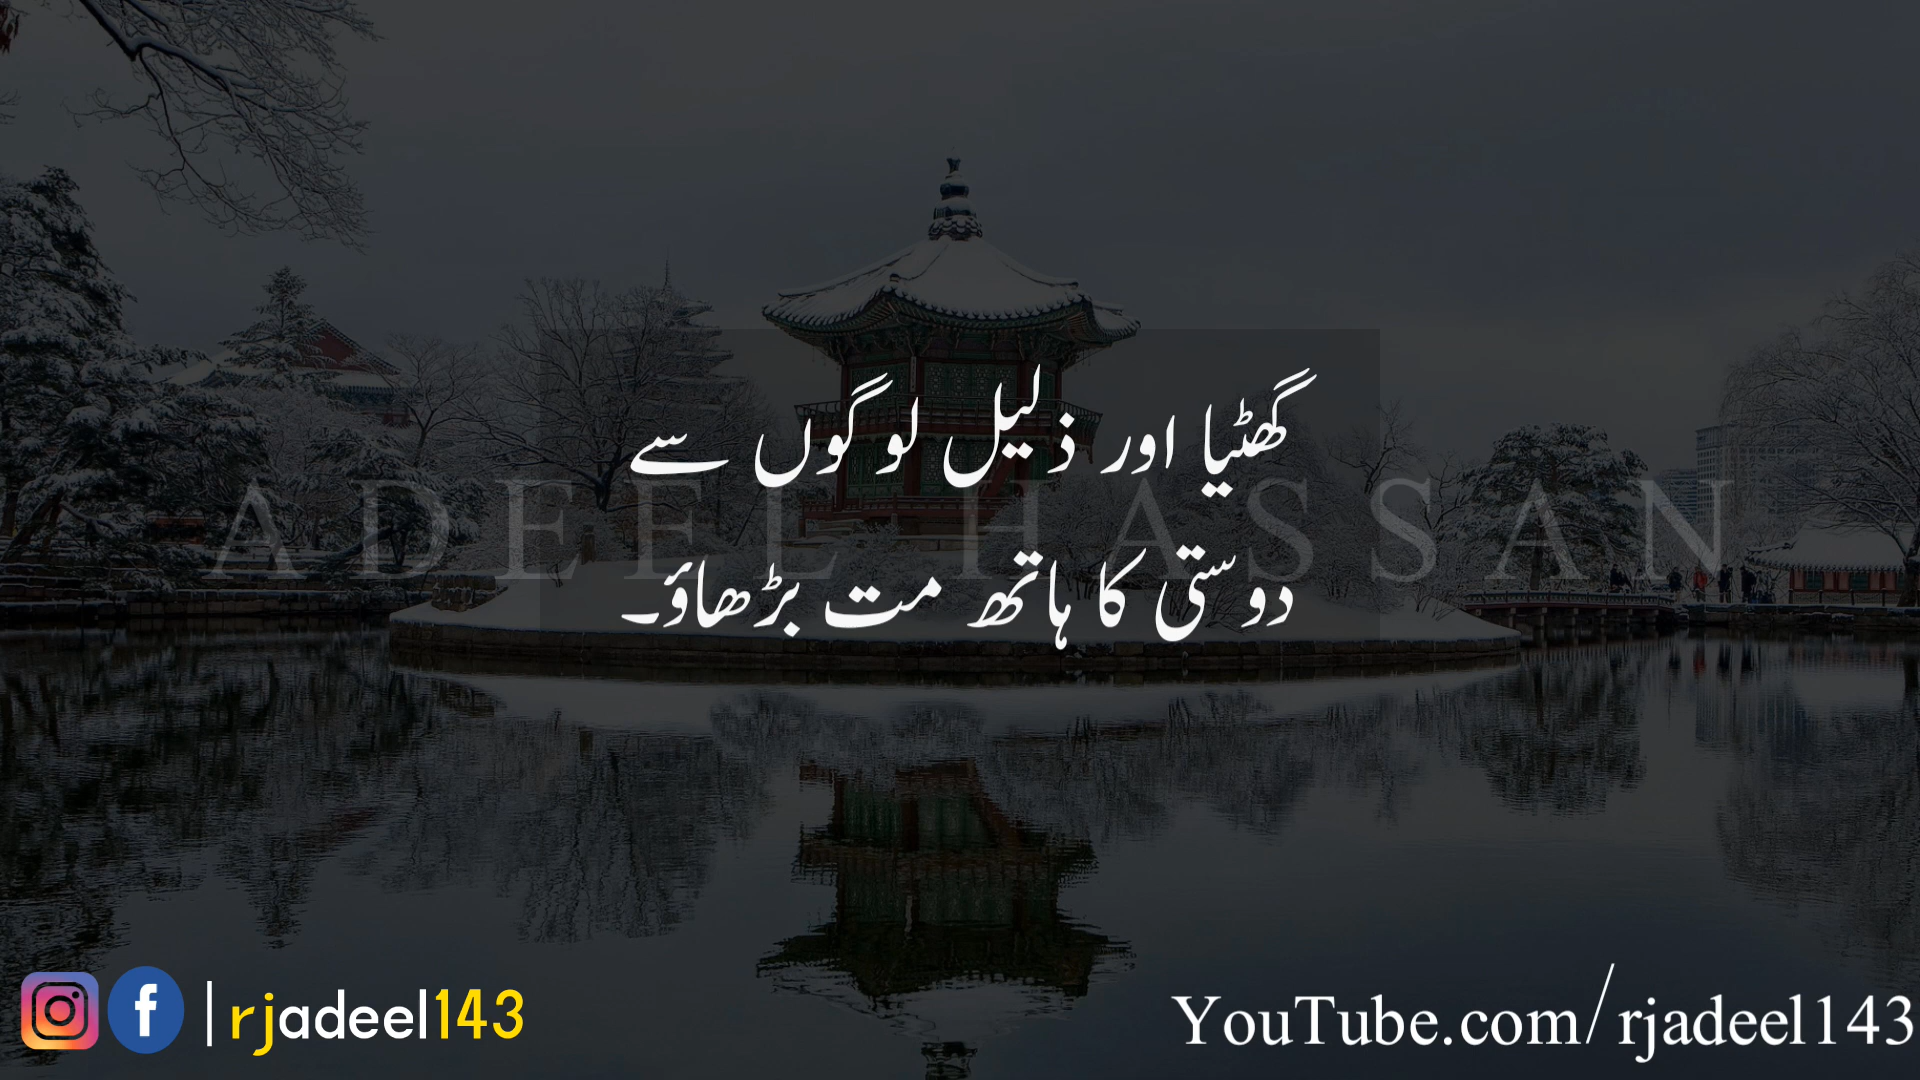 گھٹیا اور ذلیل لوگوں سے
ADEEL HASSAN
دوستی کا ہاتھ مت بڑھاؤ۔
rjadeel143
YouTube.com/rjadeel143